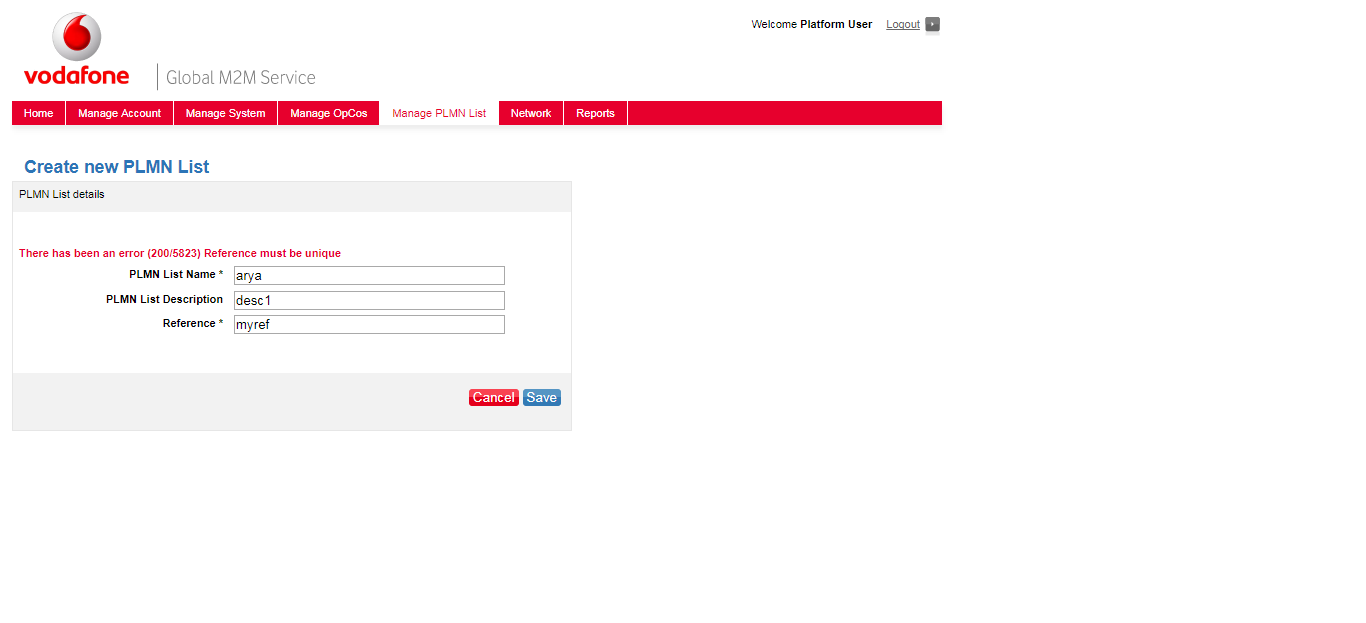 Welcome Platform User Logout
vodafone Global M2M Service
Home Manage Account Manage System Manage OpCos Manage PLMN List Network Reports
Create new PLMN List
PLMN List details
There has been an error (200/5823) Reference must be unique
PLMN List Name * arya
PLMN List Description desc1
Reference * myref
Cancel Save